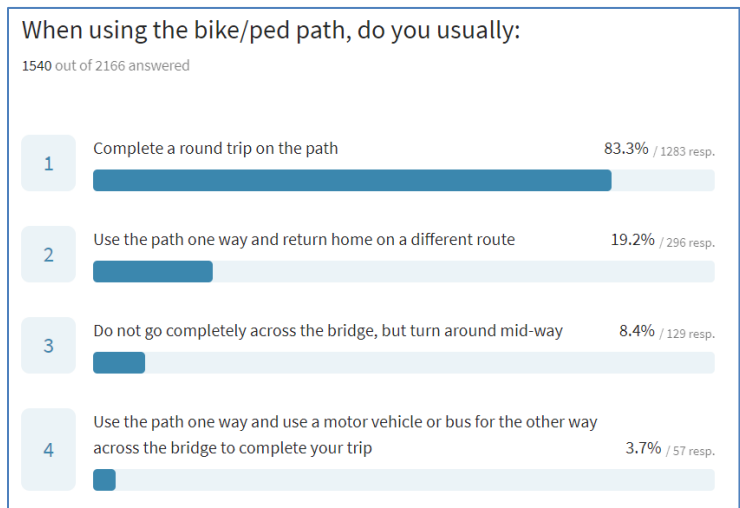 When using the bike/ped path, do you usually:
1540 out of 2166 answered
1
Complete a round trip on the path
83.3% / 1283 resp.
2
Use the path one way and return home on a different route
19.2% / 296 resp.
3
Do not go completely across the bridge, but turn around mid-way
8.4% / 129 resp.
4
Use the path one way and use a motor vehicle or bus for the other way
across the bridge to complete your trip
3.7% / 57 resp.